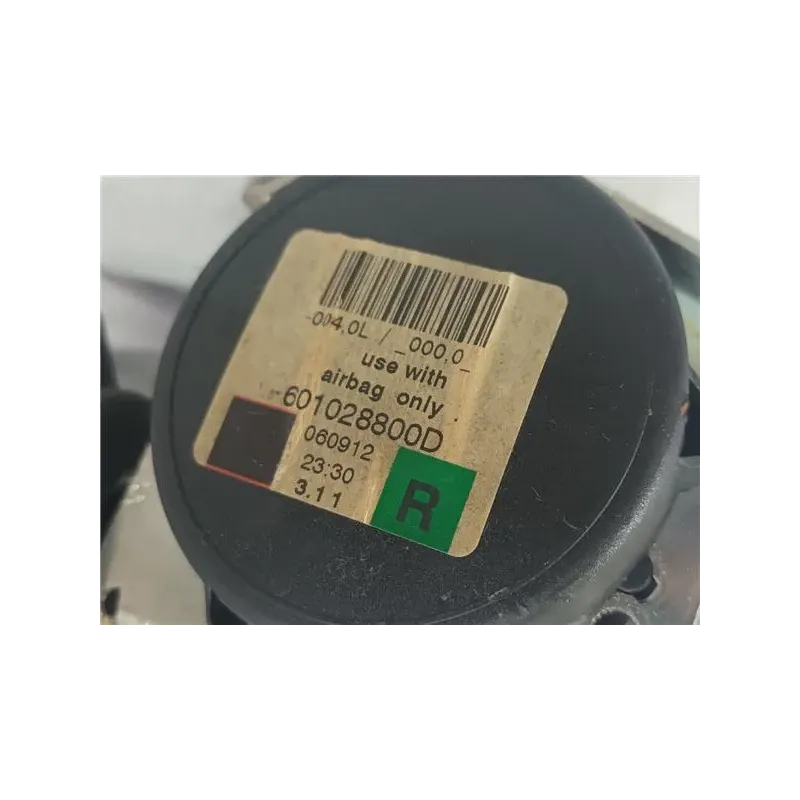 -004,0L / _000,0_
use with
airbag only
601028800D
060912
23:30
3.11
R